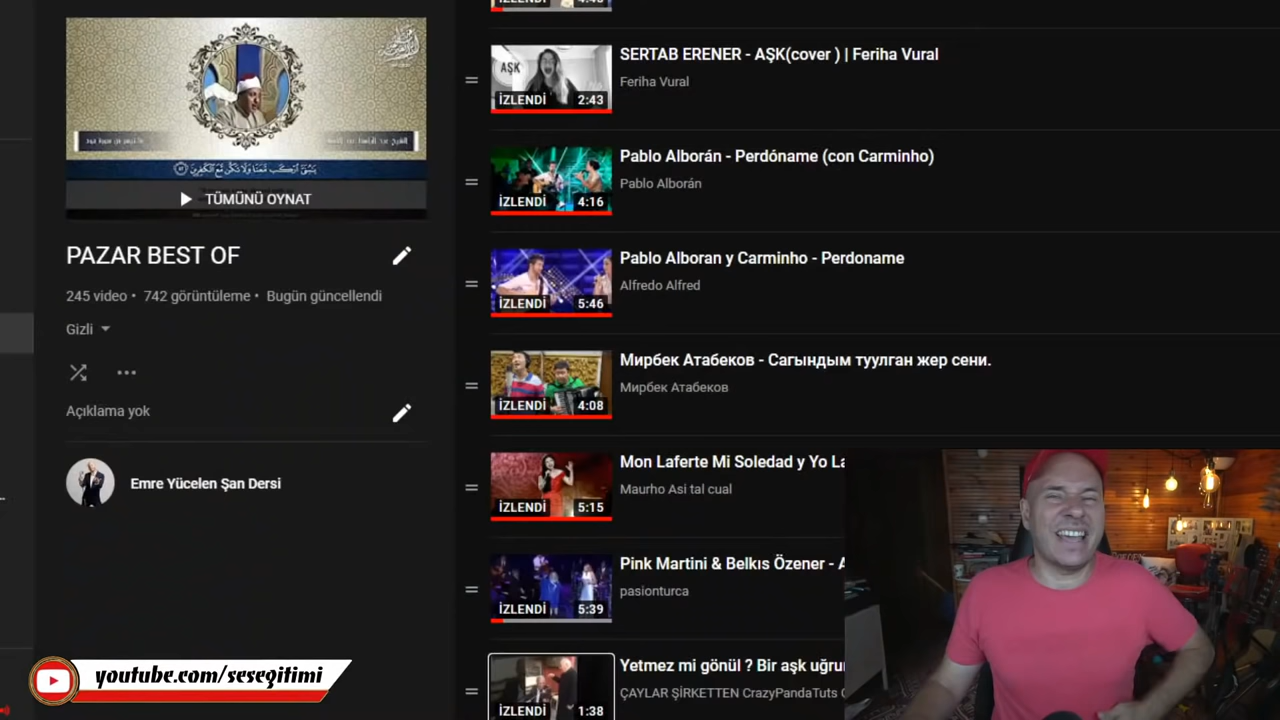 TÜMÜNÜ OYNAT
PAZAR BEST OF
245 video • 742 görüntüleme • Bugün güncellendi
Gizli
Açıklama yok
Emre Yücelen Şan Dersi
youtube.com/sesegitimi
AŞK
İZLENDİ 2:43
SERTAB ERENER - AŞK(cover ) | Feriha Vural
Feriha Vural
İZLENDİ 4:16
Pablo Alborán - Perdóname (con Carminho)
Pablo Alborán
İZLENDİ 5:46
Pablo Alboran y Carminho - Perdoname
Alfredo Alfred
İZLENDİ 4:08
Мирбек Атабеков - Сагындым туулган жер сени.
Мирбек Атабеков
İZLENDİ 5:15
Mon Laferte Mi Soledad y Yo La
Maurho Asi tal cual
İZLENDİ 5:39
Pink Martini & Belkıs Özener - A
pasionturca
İZLENDİ 1:38
Yetmez mi gönül ? Bir aşk uğru
ÇAYLAR ŞİRKETTEN CrazyPandaTuts